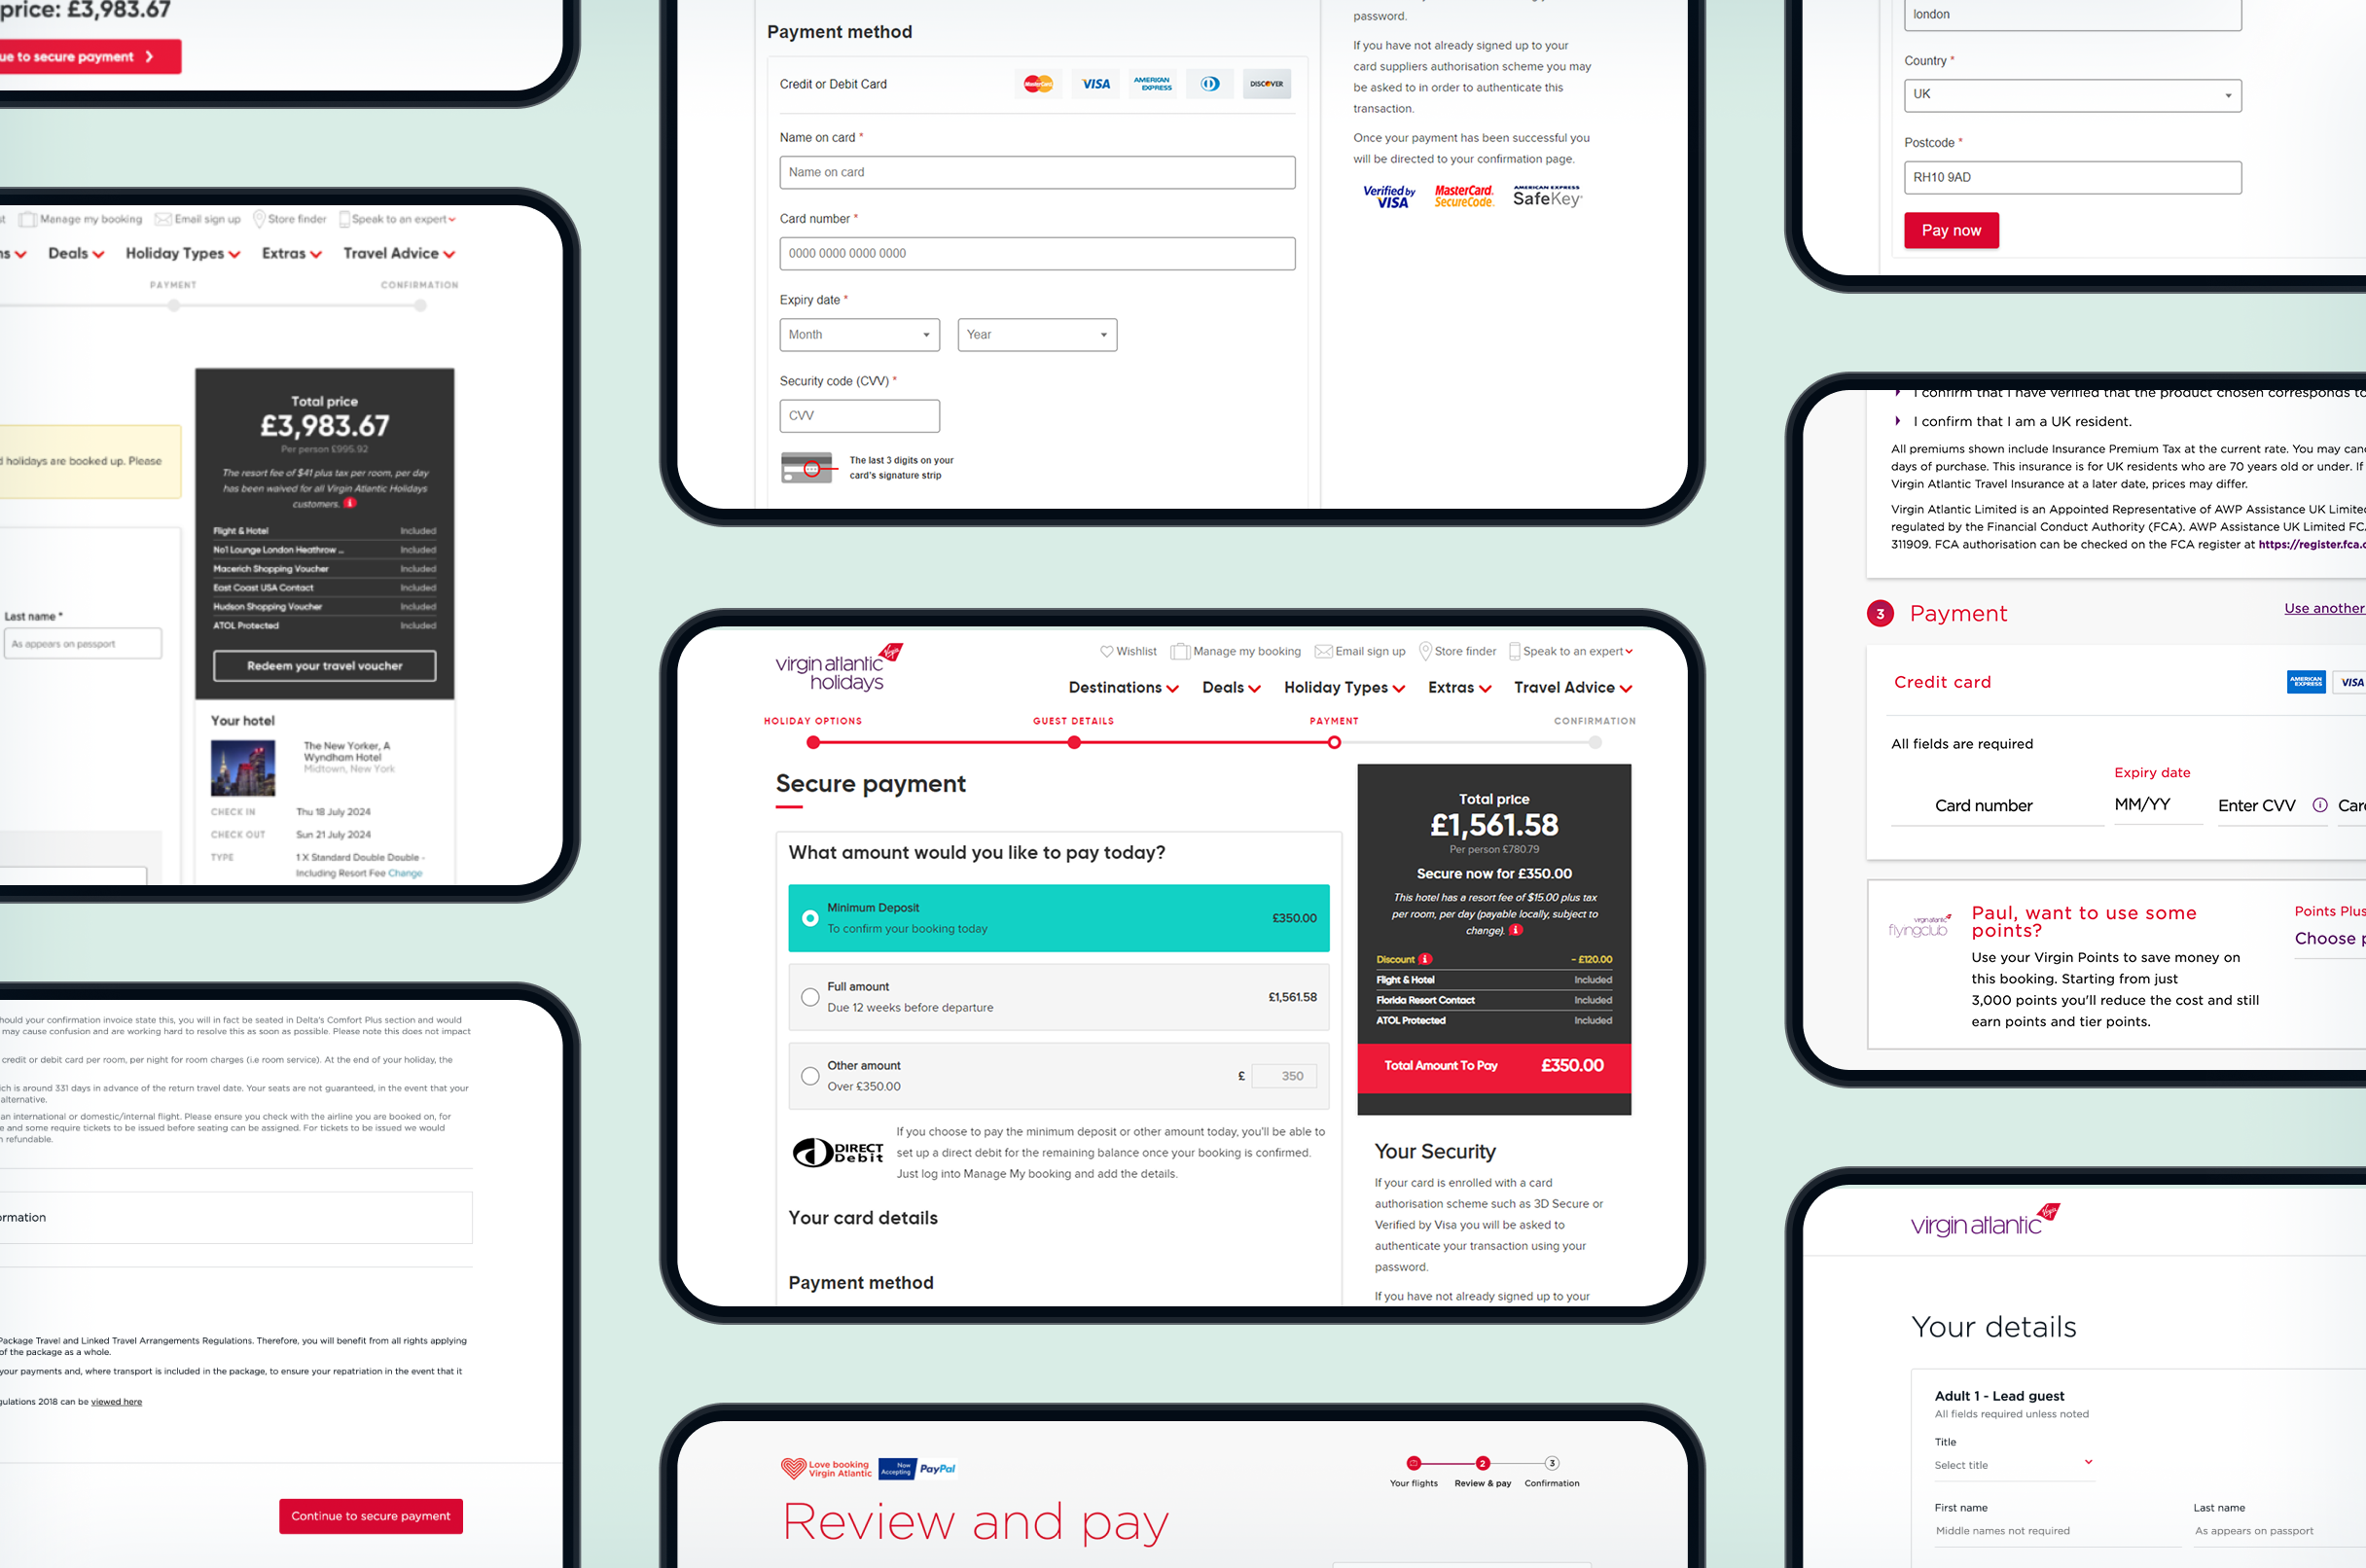 price: £3,983.67
ue to secure payment
Manage my booking
Email sign up
Store finder
Speak to an expert
Deals
Holiday Types
Extras
Travel Advice
PAYMENT
CONFIRMATION
d holidays are booked up. Please
Last name *
As appears on passport
Total price
£3,983.67
Per person £995.92
The resort fee of $41 plus tax per room, per day
has been waived for all Virgin Atlantic Holidays
customers.
Flight & Hotel Included
No1 Lounge London Heathrow ... Included
Macerich Shopping Voucher Included
East Coast USA Contact Included
Hudson Shopping Voucher Included
ATOL Protected Included
Redeem your travel voucher
Your hotel
The New Yorker, A
Wyndham Hotel
Midtown, New York
CHECK IN Thu 18 July 2024
CHECK OUT Sun 21 July 2024
TYPE 1 X Standard Double Double -
Including Resort Fee Change
hould your confirmation invoice state this, you will in fact be seated in Delta's Comfort Plus section and would
may cause confusion and are working hard to resolve this as soon as possible. Please note this does not impact
credit or debit card per room, per night for room charges (i.e room service). At the end of your holiday, the
ich is around 331 days in advance of the return travel date. Your seats are not guaranteed, in the event that your
alternative.
an international or domestic/internal flight. Please ensure you check with the airline you are booked on, for
e and some require tickets to be issued before seating can be assigned. For tickets to be issued we would
n refundable.
ormation
Package Travel and Linked Travel Arrangements Regulations. Therefore, you will benefit from all rights applying
of the package as a whole.
your payments and, where transport is included in the package, to ensure your repatriation in the event that it
gulations 2018 can be viewed here
Continue to secure payment
Payment method
Credit or Debit Card
MasterCard
VISA
AMERICAN EXPRESS
DISCOVER
Name on card *
Name on card
Card number *
0000 0000 0000 0000
Expiry date *
Month
Year
Security code (CVV) *
CVV
The last 3 digits on your
card's signature strip
password.
If you have not already signed up to your
card suppliers authorisation scheme you may
be asked to in order to authenticate this
transaction.
Once your payment has been successful you
will be directed to your confirmation page.
Verified by VISA
MasterCard. SecureCode.
AMERICAN EXPRESS SafeKey
virgin atlantic
holidays
Wishlist
Manage my booking
Email sign up
Store finder
Speak to an expert
Destinations
Deals
Holiday Types
Extras
Travel Advice
HOLIDAY OPTIONS
GUEST DETAILS
PAYMENT
CONFIRMATION
Secure payment
What amount would you like to pay today?
Minimum Deposit
To confirm your booking today
£350.00
Full amount
Due 12 weeks before departure
£1,561.58
Other amount
Over £350.00
£ 350
DIRECT Debit
If you choose to pay the minimum deposit or other amount today, you'll be able to
set up a direct debit for the remaining balance once your booking is confirmed.
Just log into Manage My booking and add the details.
Your card details
Payment method
Total price
£1,561.58
Per person £780.79
Secure now for £350.00
This hotel has a resort fee of $15.00 plus tax
per room, per day (payable locally, subject to
change).
Discount - £120.00
Flight & Hotel Included
Florida Resort Contact Included
ATOL Protected Included
Total Amount To Pay £350.00
Your Security
If your card is enrolled with a card
authorisation scheme such as 3D Secure or
Verified by Visa you will be asked to
authenticate your transaction using your
password.
If you have not already signed up to your
Love booking
Virgin Atlantic
Now Accepting PayPal
2
3
Your flights
Review & pay
Confirmation
Review and pay
london
Country *
UK
Postcode *
RH10 9AD
Pay now
I confirm that I have verified that the product chosen corresponds to
I confirm that I am a UK resident.
All premiums shown include Insurance Premium Tax at the current rate. You may canc
days of purchase. This insurance is for UK residents who are 70 years old or under. If
Virgin Atlantic Travel Insurance at a later date, prices may differ.
Virgin Atlantic Limited is an Appointed Representative of AWP Assistance UK Limited
regulated by the Financial Conduct Authority (FCA). AWP Assistance UK Limited FC
311909. FCA authorisation can be checked on the FCA register at https://register.fca.o
3 Payment
Use another
Credit card
AMERICAN EXPRESS
VISA
All fields are required
Expiry date
Card number
MM/YY
Enter CVV
Car
virgin atlantic
flyingclub
Paul, want to use some
points?
Use your Virgin Points to save money on
this booking. Starting from just
3,000 points you'll reduce the cost and still
earn points and tier points.
Points Plus
Choose p
virgin atlantic
Your details
Adult 1 - Lead guest
All fields required unless noted
Title
Select title
First name
Middle names not required
Last name
As appears on passport